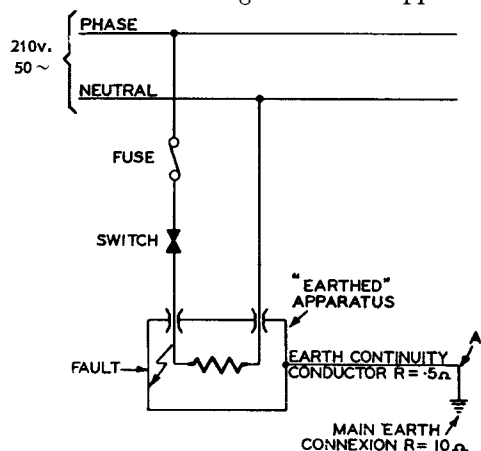 PHASE
210v.
50 ~
NEUTRAL
FUSE
SWITCH
"EARTHED"
APPARATUS
FAULT
EARTH CONTINUITY
CONDUCTOR R = ·5Ω
A
MAIN EARTH
CONNEXION R = 10Ω